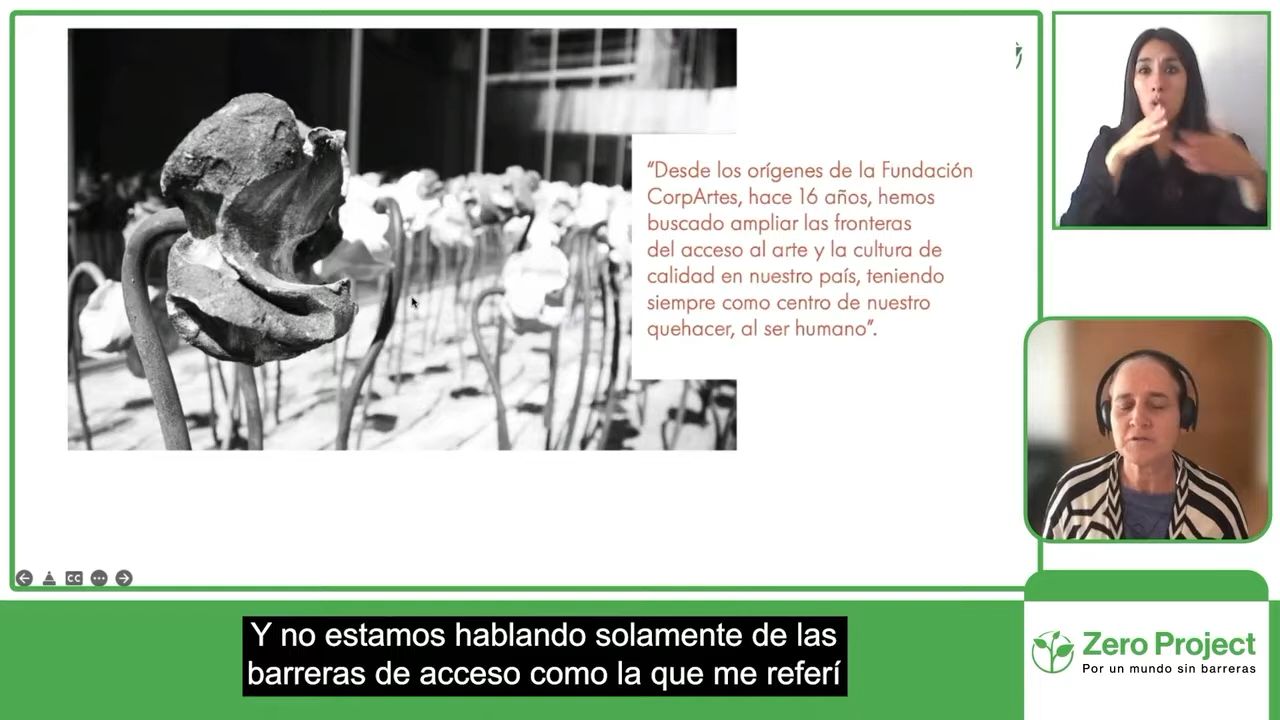 “Desde los orígenes de la Fundación
CorpArtes, hace 16 años, hemos
buscado ampliar las fronteras
del acceso al arte y la cultura de
calidad en nuestro país, teniendo
siempre como centro de nuestro
quehacer, al ser humano”.
CC
Y no estamos hablando solamente de las
barreras de acceso como la que me referí
Zero Project
Por un mundo sin barreras